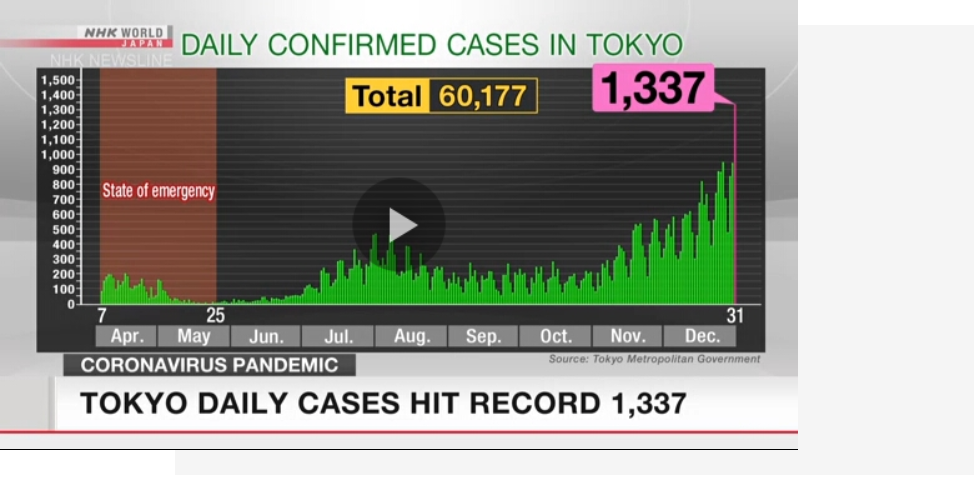 NHK WORLD
JAPAN
NHK NEWSLINE
DAILY CONFIRMED CASES IN TOKYO
Total 60,177
1,337
1,500
1,400
1,300
1,200
1,100
1,000
900
800
700
600
500
400
300
200
100
0
State of emergency
7 25 31
Apr. May Jun. Jul. Aug. Sep. Oct. Nov. Dec.
Source: Tokyo Metropolitan Government
CORONAVIRUS PANDEMIC
TOKYO DAILY CASES HIT RECORD 1,337